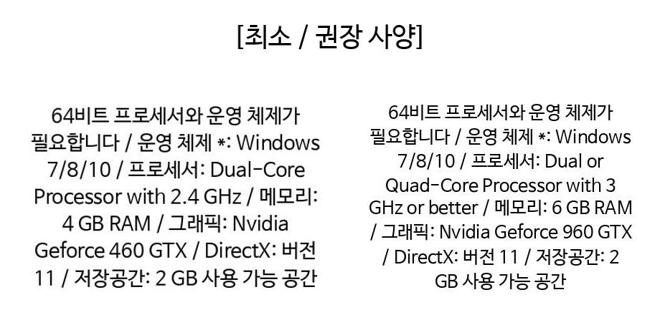 [최소 / 권장 사양]
64비트 프로세서와 운영 체제가
필요합니다 / 운영 체제 *: Windows
7/8/10 / 프로세서: Dual-Core
Processor with 2.4 GHz / 메모리:
4 GB RAM / 그래픽: Nvidia
Geforce 460 GTX / DirectX: 버전
11 / 저장공간: 2 GB 사용 가능 공간
64비트 프로세서와 운영 체제가
필요합니다 / 운영 체제 *: Windows
7/8/10 / 프로세서: Dual or
Quad-Core Processor with 3
GHz or better / 메모리: 6 GB RAM
/ 그래픽: Nvidia Geforce 960 GTX
/ DirectX: 버전 11 / 저장공간: 2
GB 사용 가능 공간